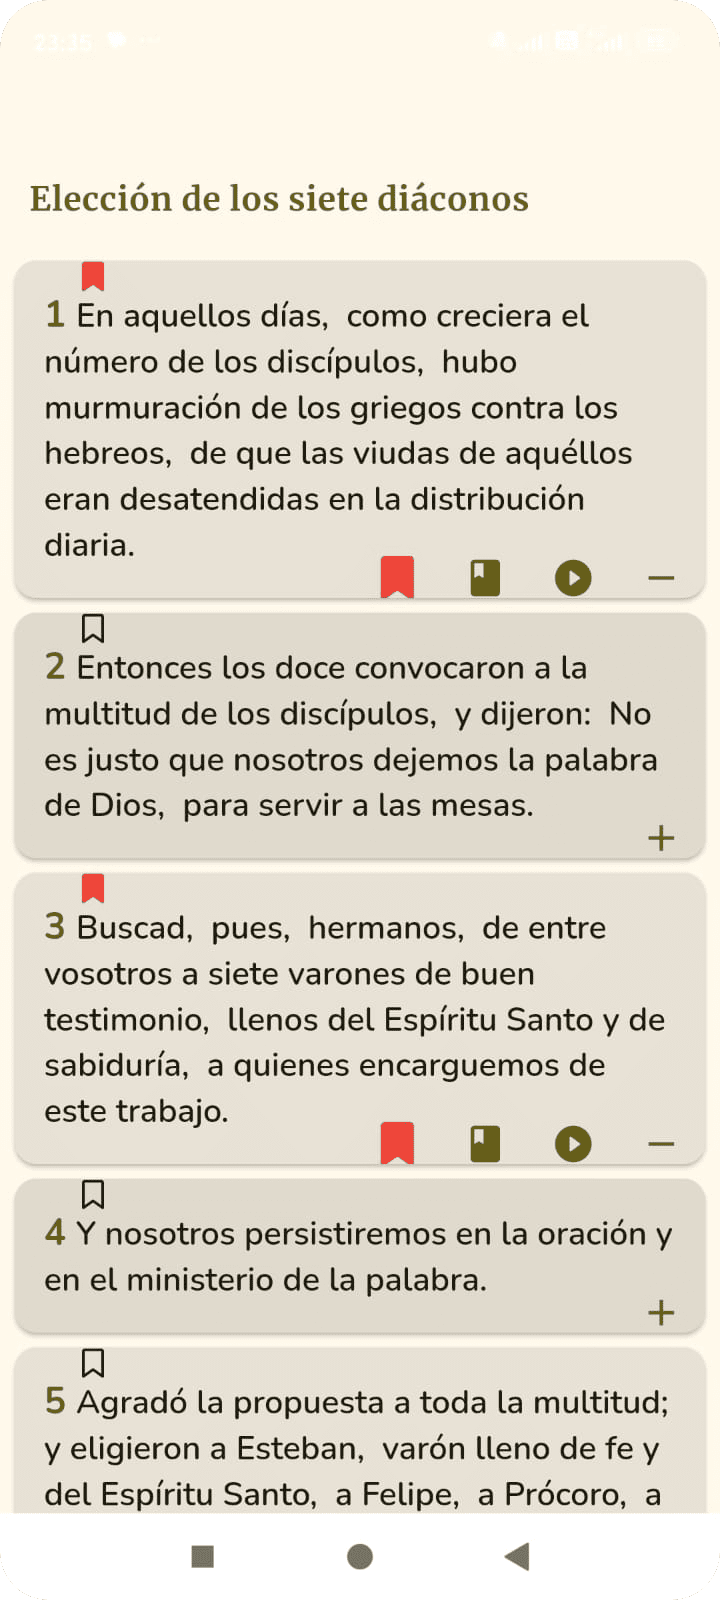 23:35
Elección de los siete diáconos
1 En aquellos días,  como creciera el
número de los discípulos,  hubo
murmuración de los griegos contra los
hebreos,  de que las viudas de aquéllos
eran desatendidas en la distribución
diaria.
2 Entonces los doce convocaron a la
multitud de los discípulos,  y dijeron:  No
es justo que nosotros dejemos la palabra
de Dios,  para servir a las mesas.
3 Buscad,  pues,  hermanos,  de entre
vosotros a siete varones de buen
testimonio,  llenos del Espíritu Santo y de
sabiduría,  a quienes encarguemos de
este trabajo.
4 Y nosotros persistiremos en la oración y
en el ministerio de la palabra.
5 Agradó la propuesta a toda la multitud;
y eligieron a Esteban,  varón lleno de fe y
del Espíritu Santo,  a Felipe,  a Prócoro,  a